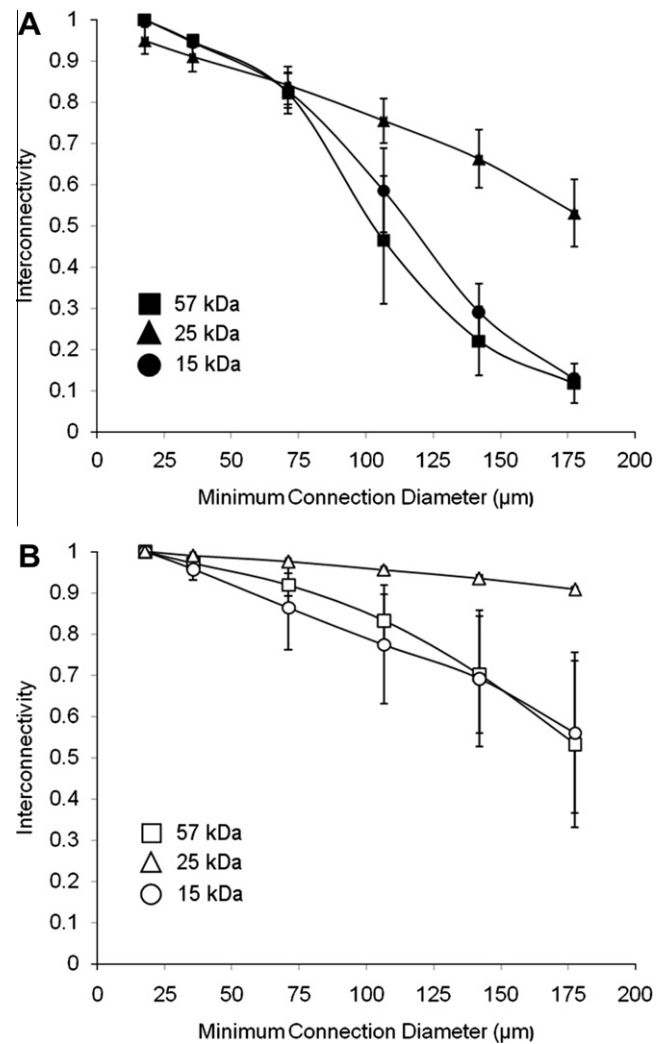 A
1
0.9
0.8
0.7
0.6
0.5
0.4
0.3
0.2
0.1
0
Interconnectivity
57 kDa
25 kDa
15 kDa
0 25 50 75 100 125 150 175 200
Minimum Connection Diameter (µm)
B
1
0.9
0.8
0.7
0.6
0.5
0.4
0.3
0.2
0.1
0
Interconnectivity
57 kDa
25 kDa
15 kDa
0 25 50 75 100 125 150 175 200
Minimum Connection Diameter (µm)